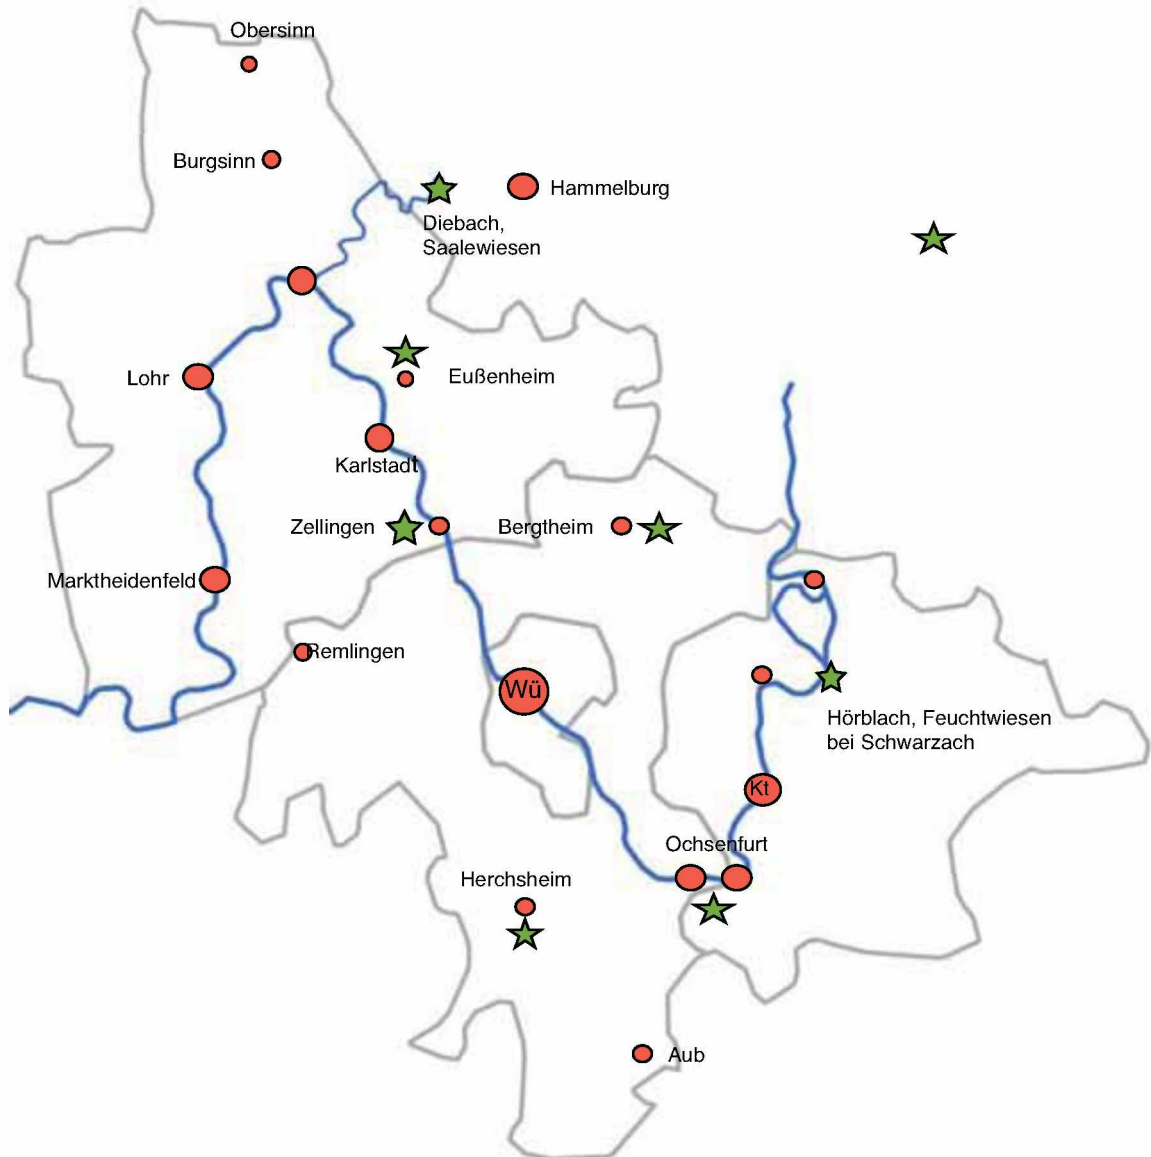 Obersinn
Burgsinn
Hammelburg
Diebach,
Saalewiesen
Lohr
Eußenheim
Karlstadt
Zellingen
Bergtheim
Marktheidenfeld
Remlingen
Wü
Hörblach, Feuchtwiesen
bei Schwarzach
Kt
Ochsenfurt
Herchsheim
Aub